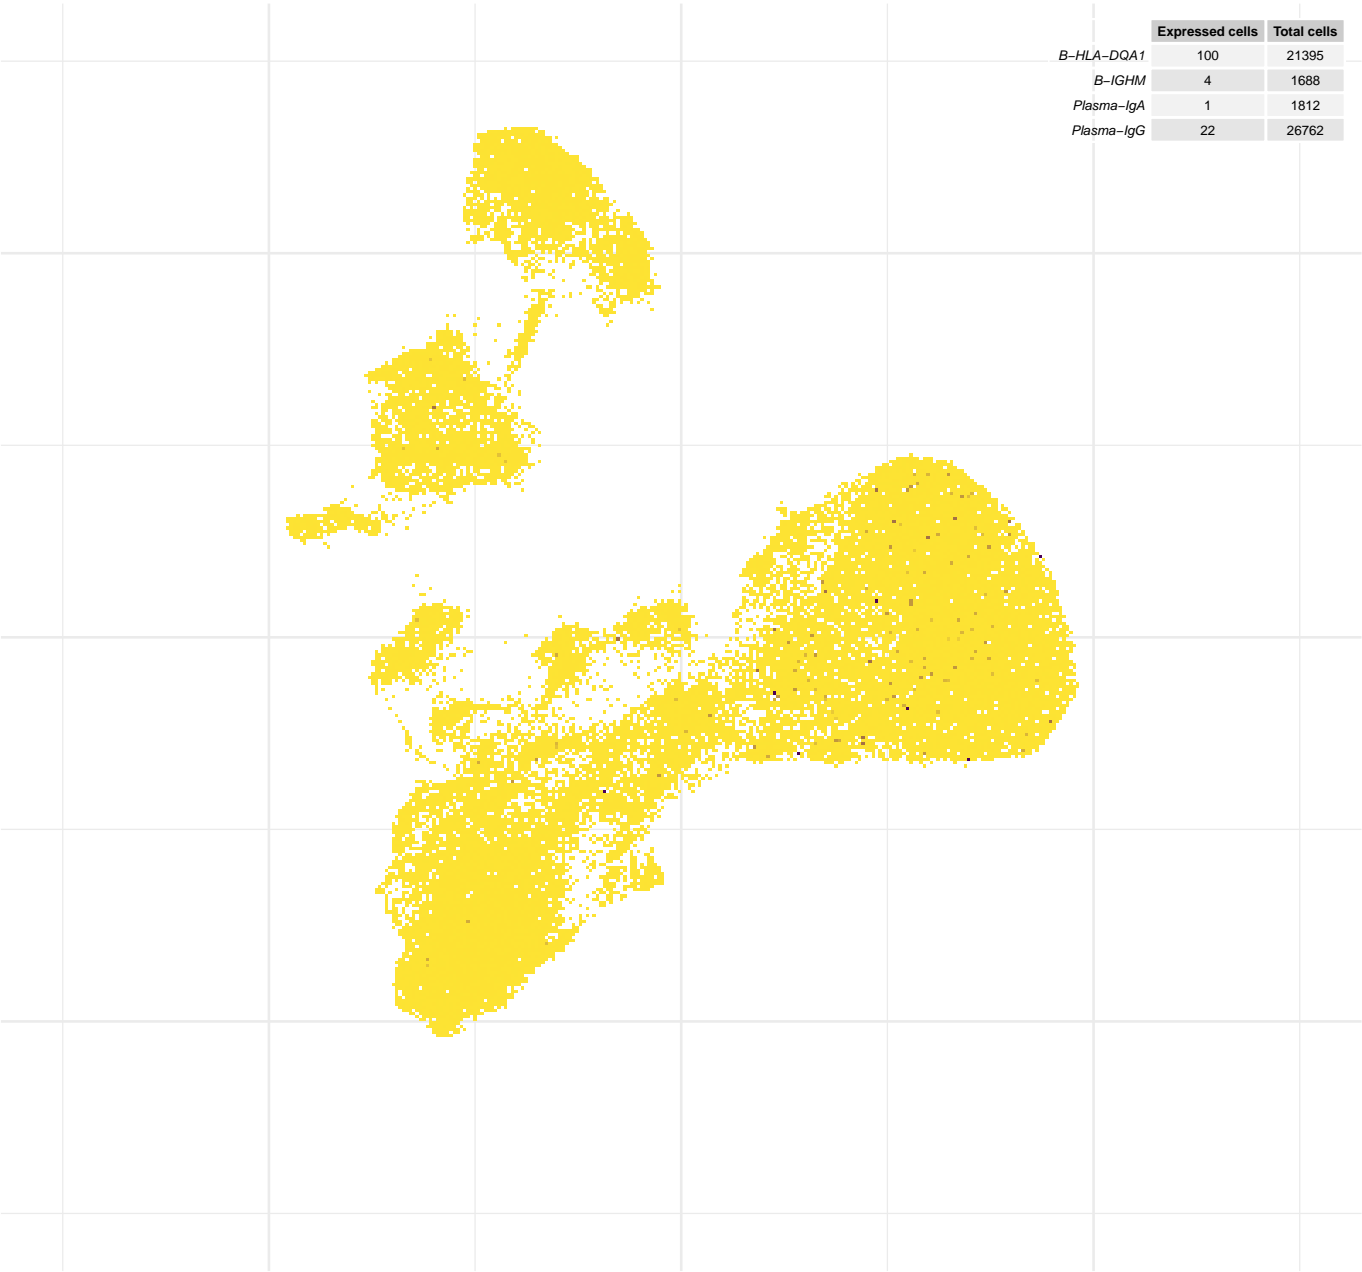 Expressed cells Total cells
B−HLA−DQA1 100 21395
B−IGHM 4 1688
Plasma−IgA 1 1812
Plasma−IgG 22 26762